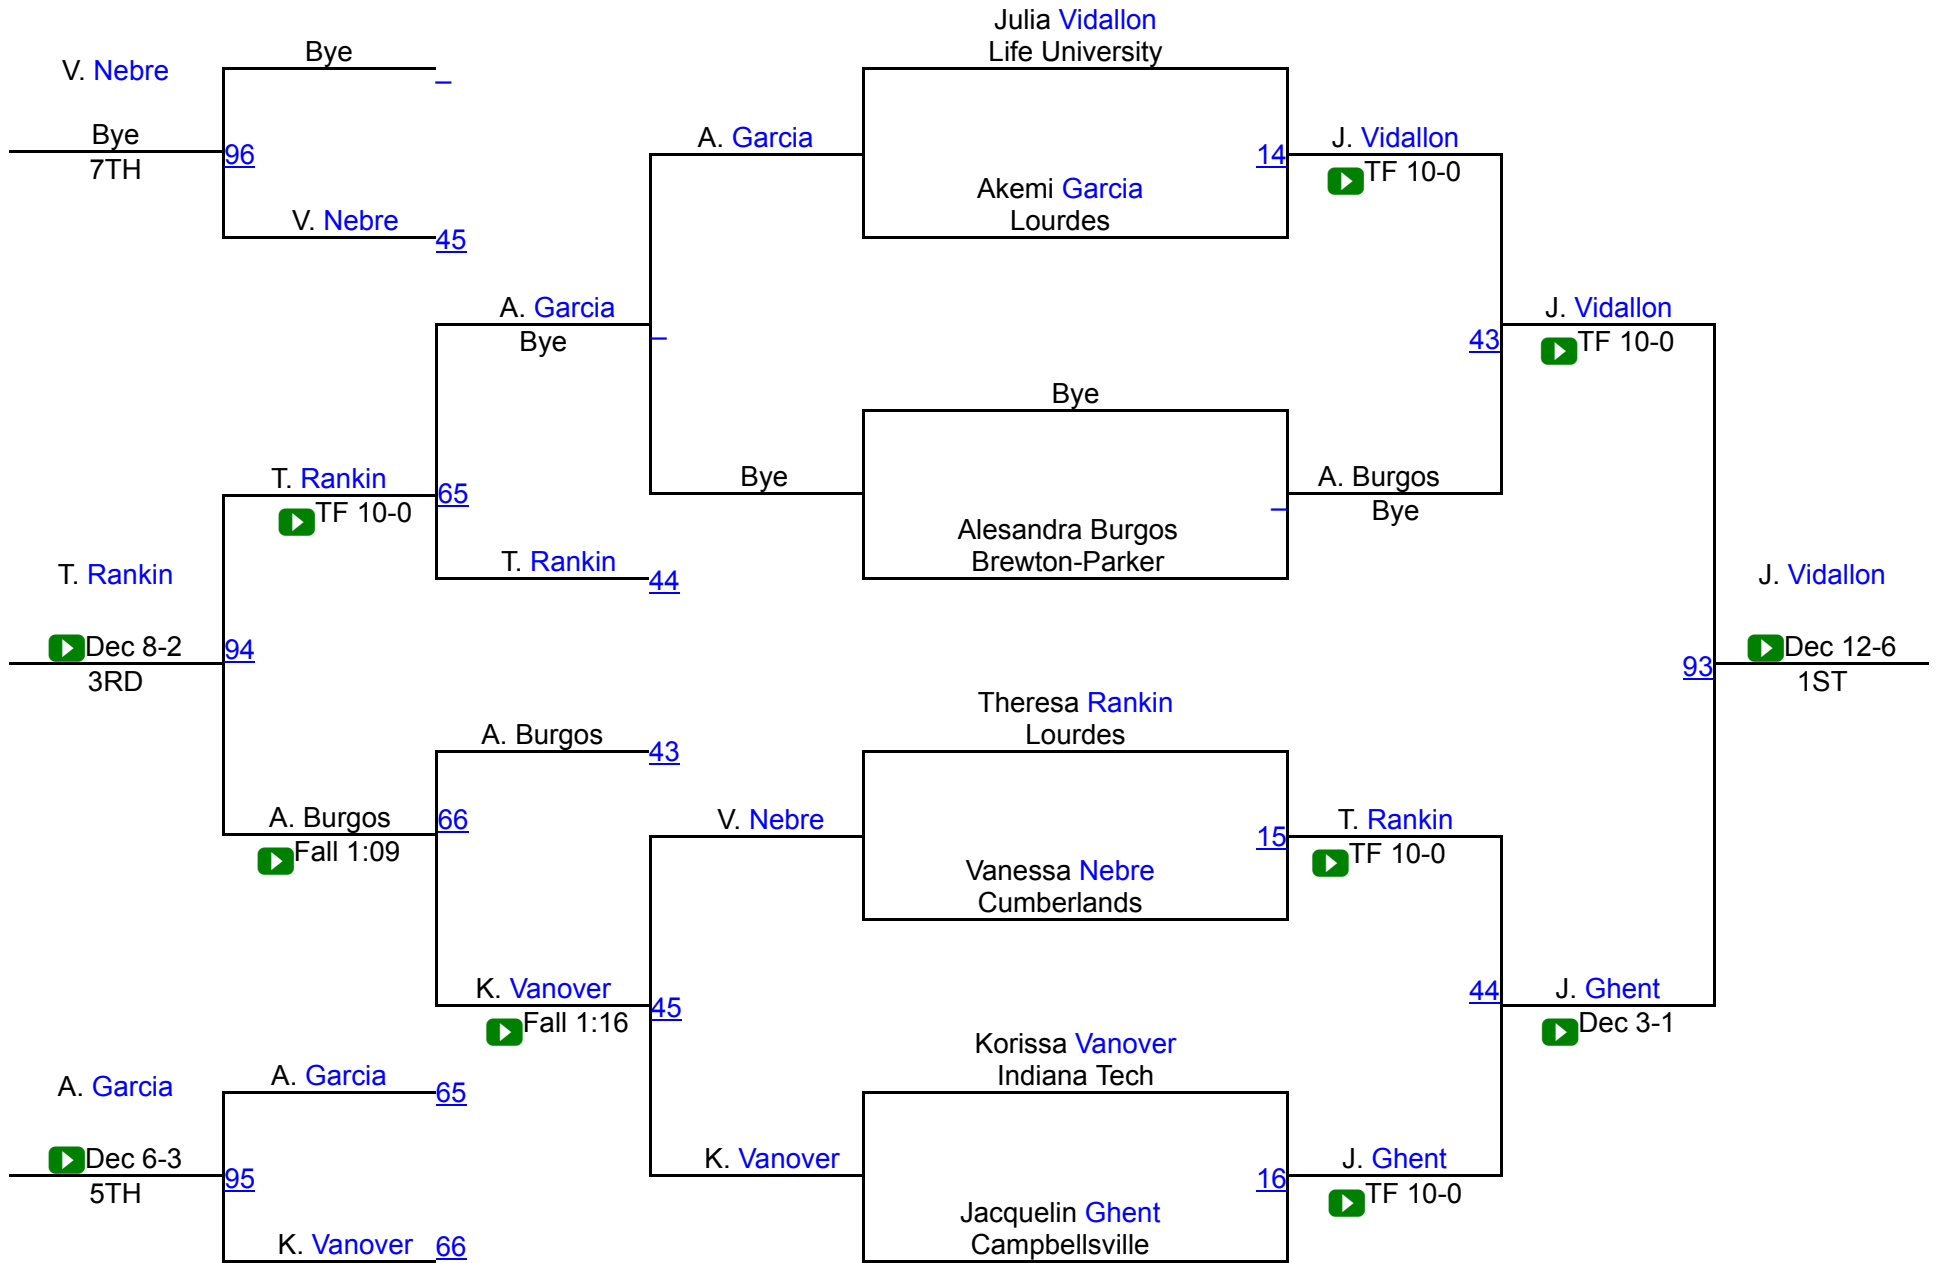 Julia Vidallon
Life University
Bye
V. Nebre
–
Bye
96
7TH
A. Garcia
14
J. Vidallon
TF 10-0
Akemi Garcia
Lourdes
V. Nebre
45
A. Garcia
Bye
–
43
J. Vidallon
TF 10-0
Bye
T. Rankin
65
TF 10-0
Bye
A. Burgos
–
Bye
Alesandra Burgos
Brewton-Parker
T. Rankin
44
T. Rankin
J. Vidallon
Dec 8-2
94
3RD
93
Dec 12-6
1ST
Theresa Rankin
Lourdes
A. Burgos
43
A. Burgos
66
Fall 1:09
V. Nebre
15
T. Rankin
TF 10-0
Vanessa Nebre
Cumberlands
K. Vanover
45
Fall 1:16
44
J. Ghent
Dec 3-1
Korissa Vanover
Indiana Tech
A. Garcia
A. Garcia
65
Dec 6-3
95
5TH
K. Vanover
16
J. Ghent
TF 10-0
Jacquelin Ghent
Campbellsville
K. Vanover
66